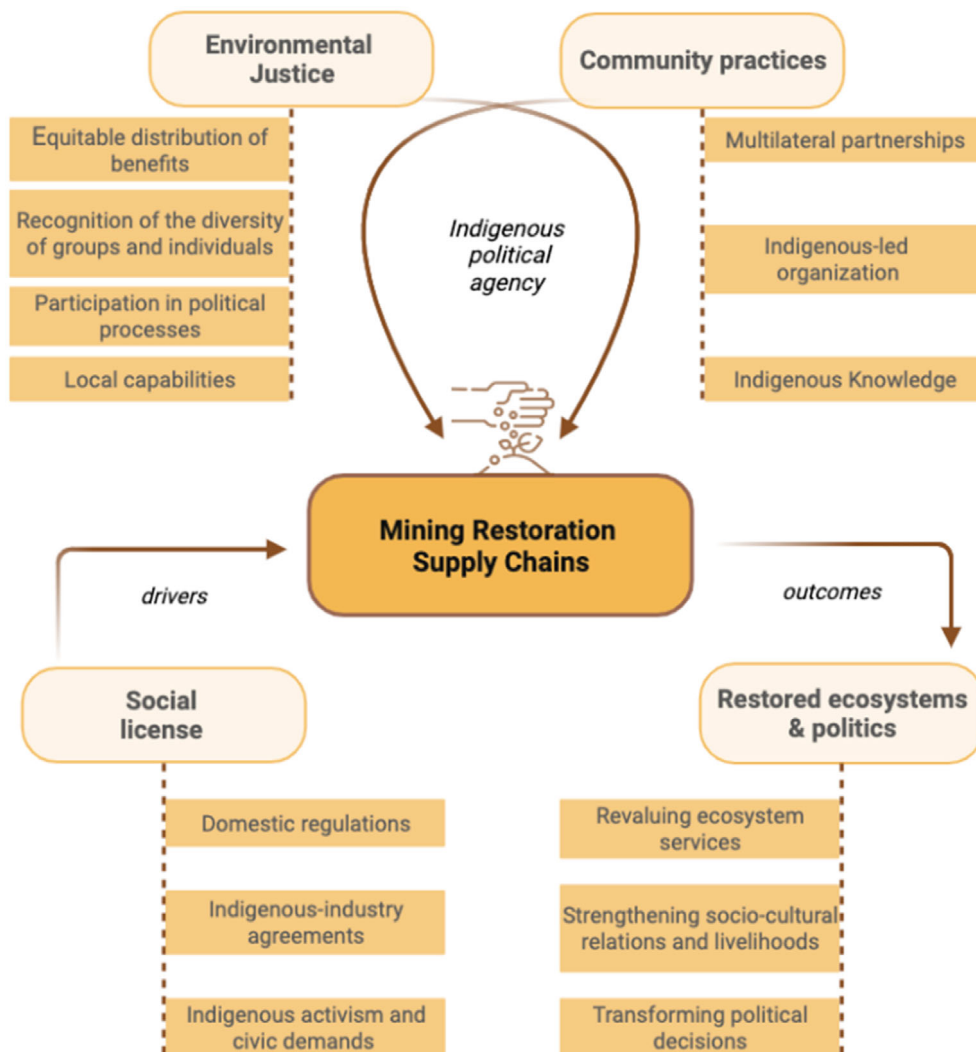 Environmental
Justice
Community practices
Equitable distribution of
benefits
Recognition of the diversity
of groups and individuals
Participation in political
processes
Local capabilities
Indigenous
political
agency
Multilateral partnerships
Indigenous-led
organization
Indigenous Knowledge
Mining Restoration
Supply Chains
drivers
outcomes
Social
license
Restored ecosystems
& politics
Domestic regulations
Indigenous-industry
agreements
Indigenous activism and
civic demands
Revaluing ecosystem
services
Strengthening socio-cultural
relations and livelihoods
Transforming political
decisions